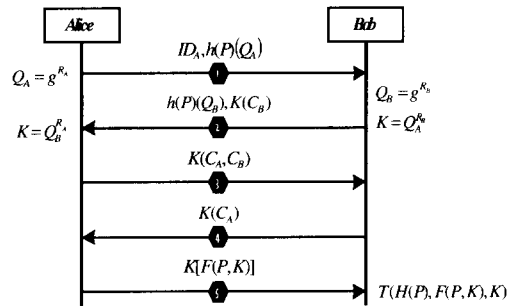 Alice
Bab
ID_A, h(P)(Q_A)
1
Q_A = g^{R_A}
Q_B = g^{R_B}
h(P)(Q_B), K(C_B)
2
K = Q_B^{R_A}
K = Q_A^{R_B}
K(C_A, C_B)
3
K(C_A)
4
K[F(P, K)]
5
T(H(P), F(P, K), K)